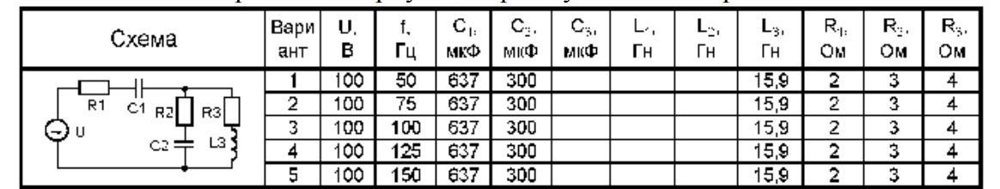 Схема | Вариант | U, В | f, Гц | C₁, мкФ | C₂, мкФ | C₃, мкФ | L₁, Гн | L₂, Гн | L₃, Гн | R₁, Ом | R₂, Ом | R₃, Ом
1 | 100 | 50 | 637 | 300 | | | | 15,9 | 2 | 3 | 4
2 | 100 | 75 | 637 | 300 | | | | 15,9 | 2 | 3 | 4
3 | 100 | 100 | 637 | 300 | | | | 15,9 | 2 | 3 | 4
4 | 100 | 125 | 637 | 300 | | | | 15,9 | 2 | 3 | 4
5 | 100 | 150 | 637 | 300 | | | | 15,9 | 2 | 3 | 4
R1 C1 R2 R3
U
C2 L3